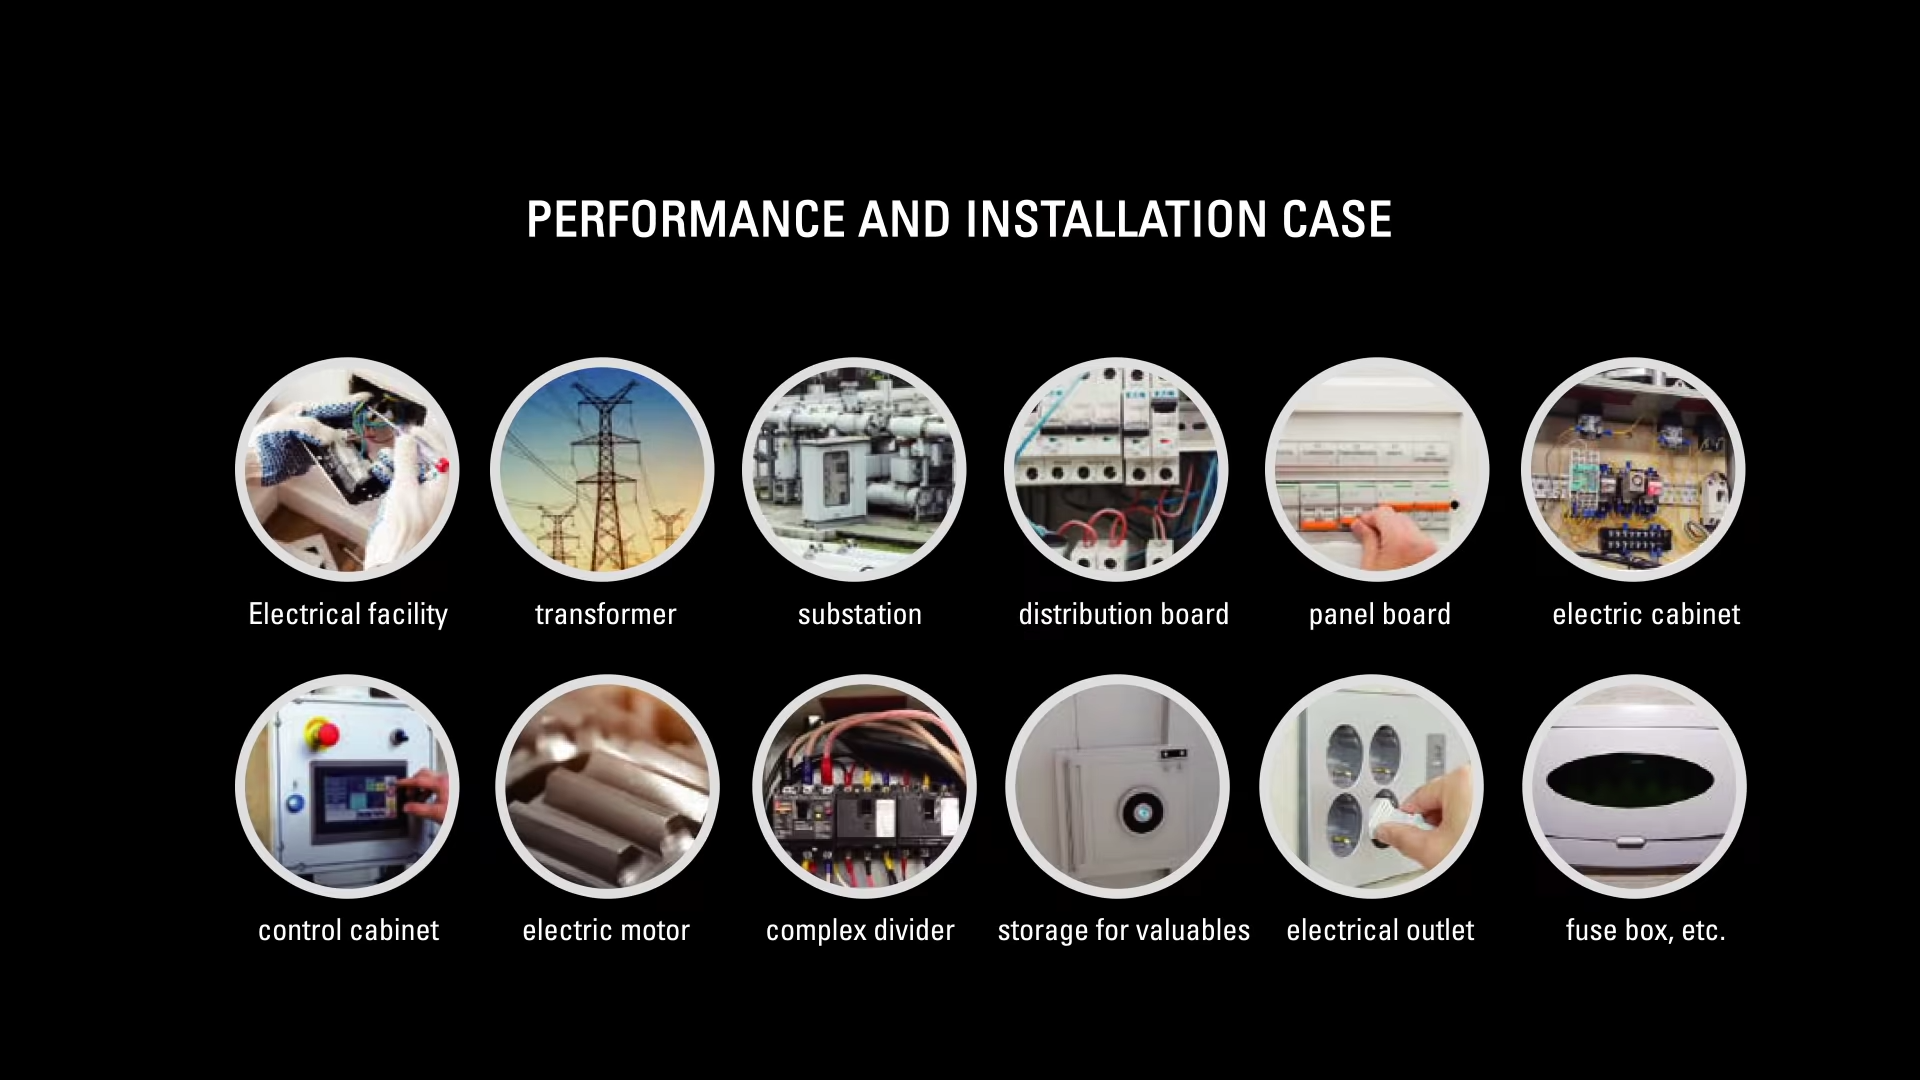 PERFORMANCE AND INSTALLATION CASE
Electrical facility
transformer
substation
distribution board
panel board
electric cabinet
control cabinet
electric motor
complex divider
storage for valuables
electrical outlet
fuse box, etc.